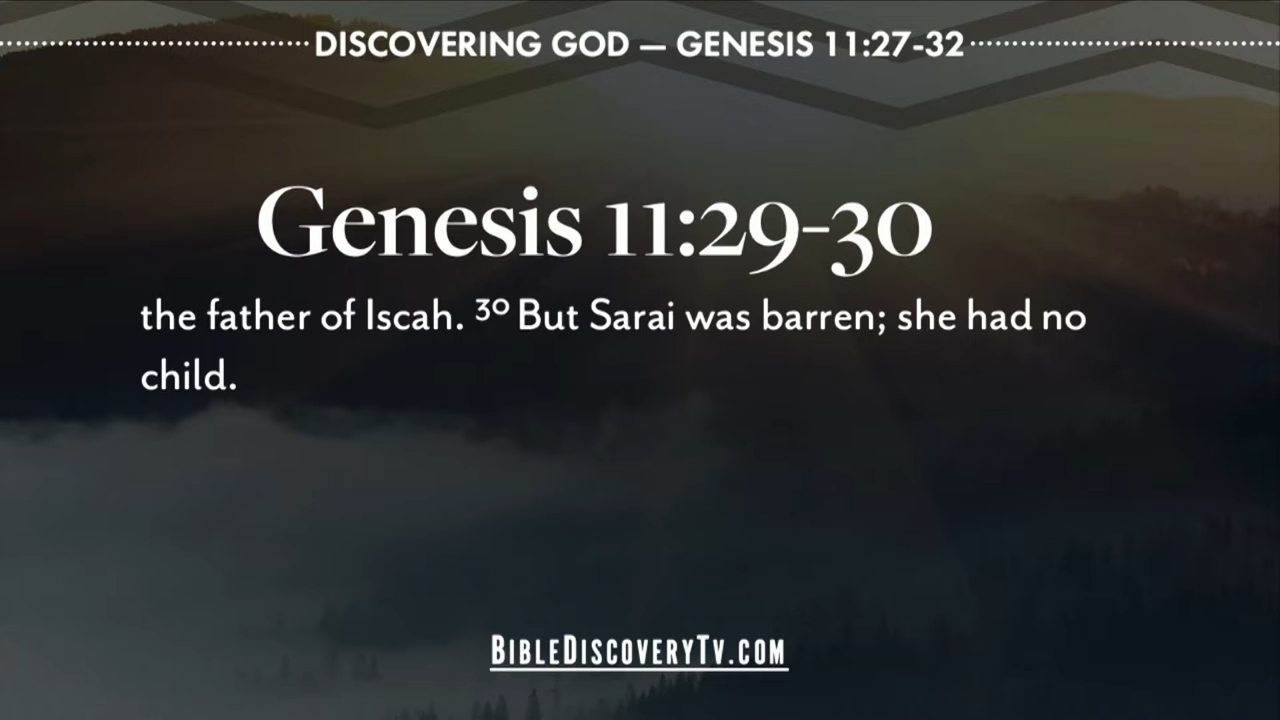 DISCOVERING GOD — GENESIS 11:27-32
Genesis 11:29-30
the father of Iscah. ³⁰ But Sarai was barren; she had no
child.
BIBLEDISCOVERYTV.COM